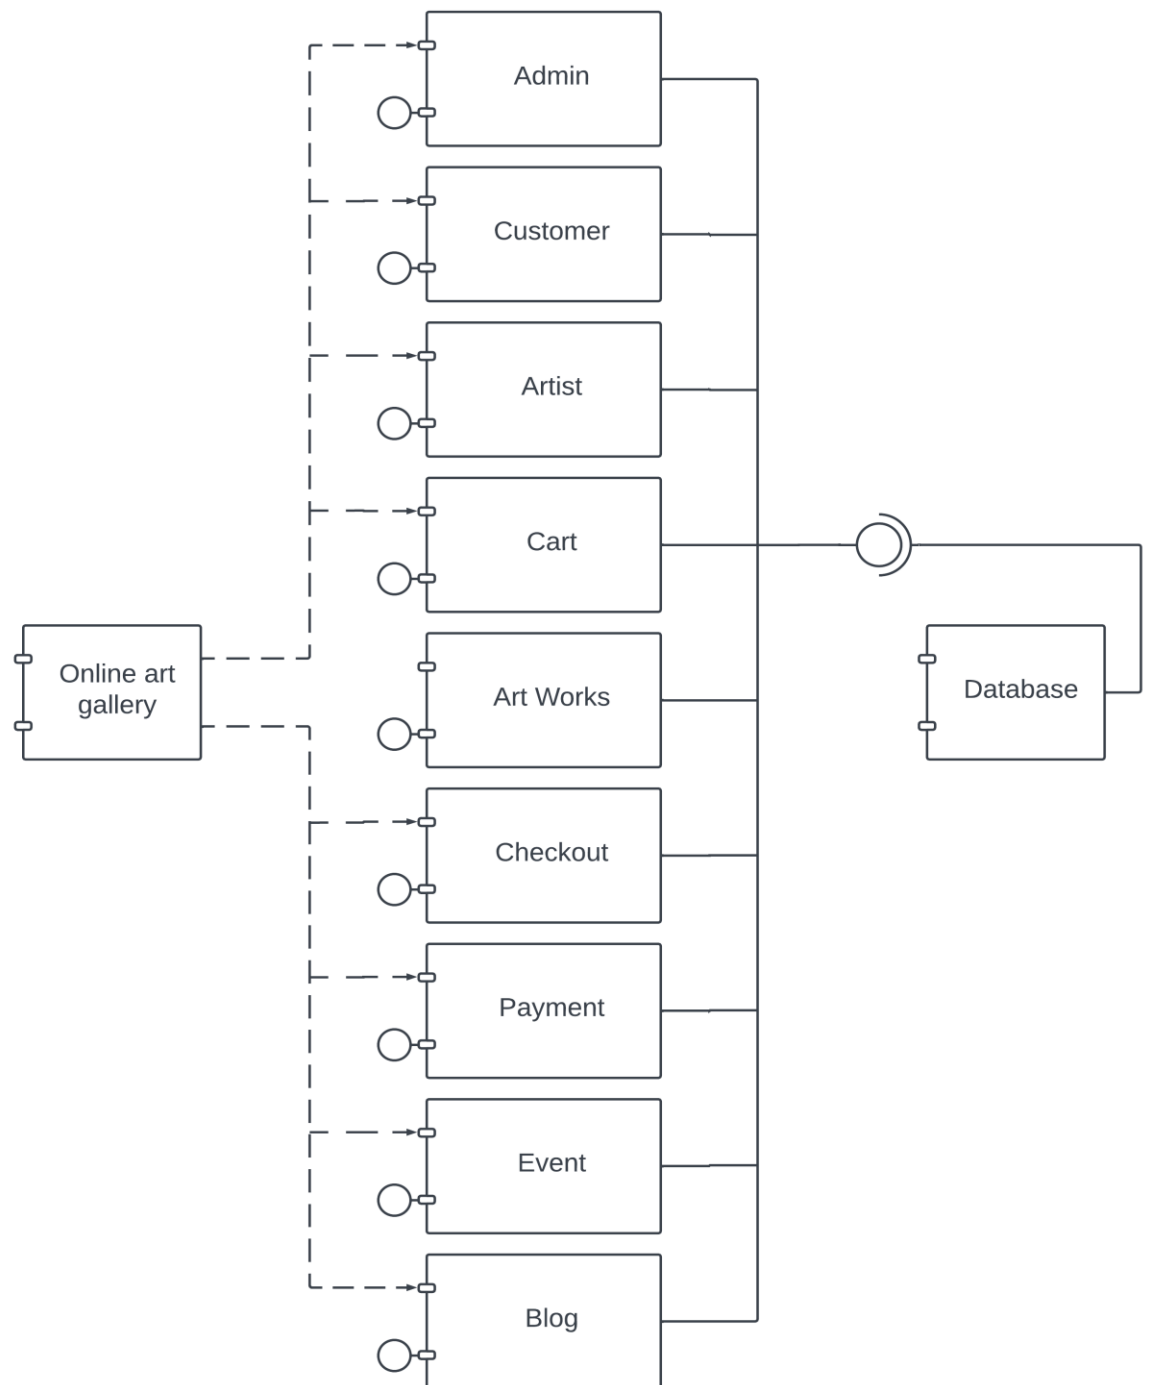 Admin
Customer
Artist
Cart
Online art
gallery
Art Works
Database
Checkout
Payment
Event
Blog